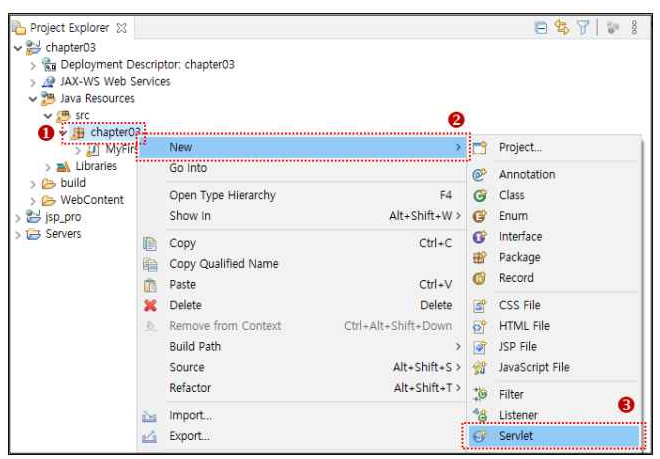 Project Explorer
chapter03
Deployment Descriptor: chapter03
JAX-WS Web Services
Java Resources
src
❶ chapter03
MyFir
Libraries
build
WebContent
jsp_pro
Servers
❷
New
Go Into
Open Type Hierarchy F4
Show In Alt+Shift+W >
Copy Ctrl+C
Copy Qualified Name
Paste Ctrl+V
Delete Delete
Remove from Context Ctrl+Alt+Shift+Down
Build Path >
Source Alt+Shift+S >
Refactor Alt+Shift+T >
Import...
Export...
Project...
Annotation
Class
Enum
Interface
Package
Record
CSS File
HTML File
JSP File
JavaScript File
Filter
Listener
❸
Servlet